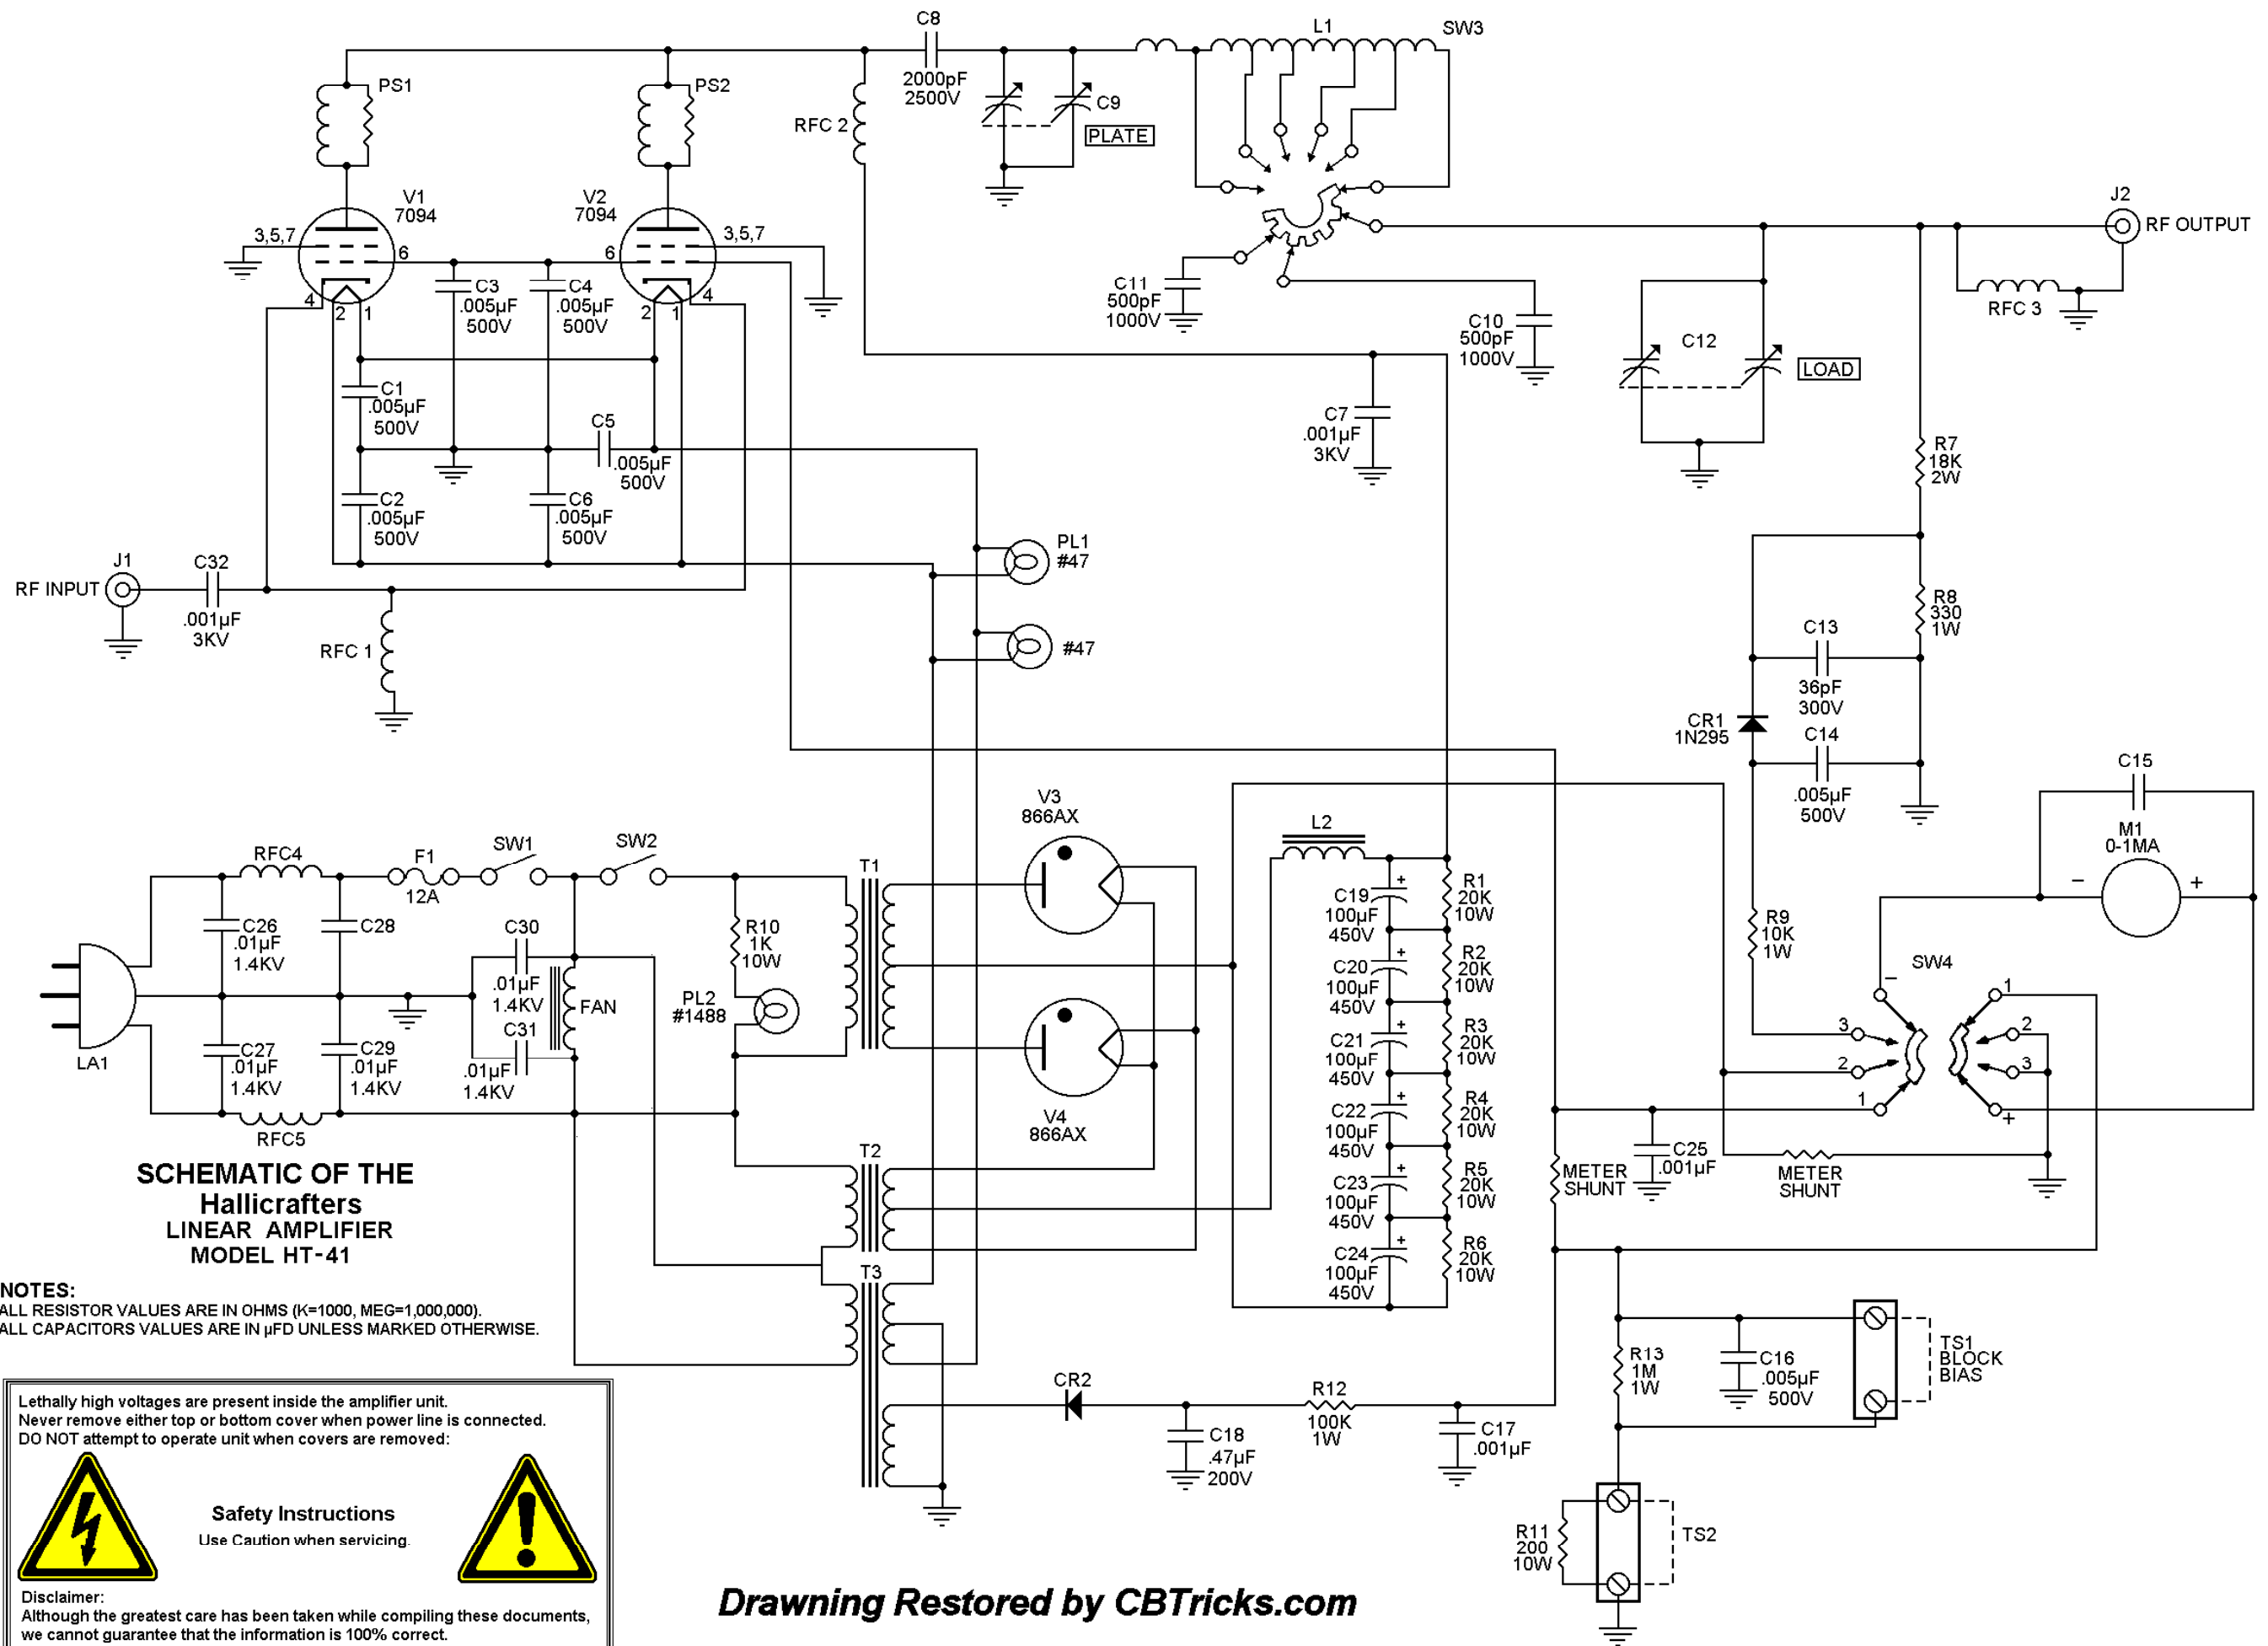 C8
2000pF
2500V
L1
SW3
PS1
PS2
RFC 2
C9
PLATE
V1
7094
V2
7094
3,5,7
6
6
3,5,7
4
2
1
2
1
4
C3
.005µF
500V
C4
.005µF
500V
C11
500pF
1000V
C10
500pF
1000V
J2
RF OUTPUT
RFC 3
C12
LOAD
C1
.005µF
500V
C5
.005µF
500V
C7
.001µF
3KV
R7
18K
2W
C2
.005µF
500V
C6
.005µF
500V
J1
RF INPUT
C32
.001µF
3KV
RFC 1
PL1
#47
#47
R8
330
1W
C13
36pF
300V
CR1
1N295
C14
.005µF
500V
C15
M1
0-1MA
−
+
V3
866AX
L2
RFC4
F1
12A
SW1
SW2
T1
C26
.01µF
1.4KV
C28
C30
.01µF
1.4KV
FAN
R10
1K
10W
PL2
#1488
C31
.01µF
1.4KV
LA1
C27
.01µF
1.4KV
C29
.01µF
1.4KV
RFC5
V4
866AX
+
C19
100µF
450V
R1
20K
10W
+
C20
100µF
450V
R2
20K
10W
+
C21
100µF
450V
R3
20K
10W
+
C22
100µF
450V
R4
20K
10W
+
C23
100µF
450V
R5
20K
10W
+
C24
100µF
450V
R6
20K
10W
R9
10K
1W
SW4
−
1
3
2
2
3
1
+
C25
.001µF
METER
SHUNT
METER
SHUNT
T2
T3
SCHEMATIC OF THE
Hallicrafters
LINEAR AMPLIFIER
MODEL HT-41
NOTES:
ALL RESISTOR VALUES ARE IN OHMS (K=1000, MEG=1,000,000).
ALL CAPACITORS VALUES ARE IN µFD UNLESS MARKED OTHERWISE.
CR2
C18
.47µF
200V
R12
100K
1W
C17
.001µF
R13
1M
1W
C16
.005µF
500V
TS1
BLOCK
BIAS
R11
200
10W
TS2
Lethally high voltages are present inside the amplifier unit.
Never remove either top or bottom cover when power line is connected.
DO NOT attempt to operate unit when covers are removed:
Safety Instructions
Use Caution when servicing.
Disclaimer:
Although the greatest care has been taken while compiling these documents,
we cannot guarantee that the information is 100% correct.
Drawning Restored by CBTricks.com